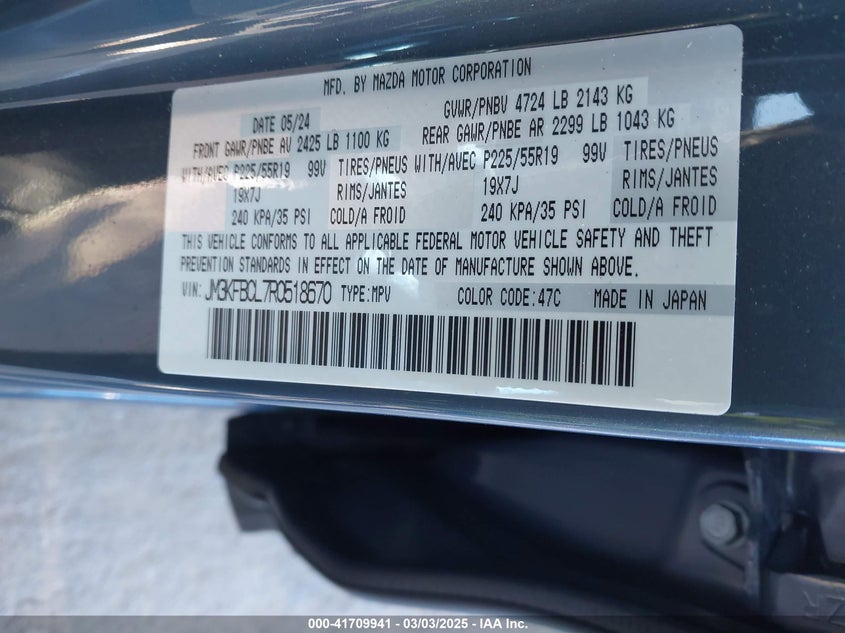 MFD. BY MAZDA MOTOR CORPORATION
DATE 05/24 GVWR/PNBV 4724 LB 2143 KG
FRONT GAWR/PNBE AV 2425 LB 1100 KG REAR GAWR/PNBE AR 2299 LB 1043 KG
WITH/AVEC P225/55R19 99V TIRES/PNEUS WITH/AVEC P225/55R19 99V TIRES/PNEUS
19X7J RIMS/JANTES 19X7J RIMS/JANTES
240 KPA/35 PSI COLD/A FROID 240 KPA/35 PSI COLD/A FROID
THIS VEHICLE CONFORMS TO ALL APPLICABLE FEDERAL MOTOR VEHICLE SAFETY AND THEFT
PREVENTION STANDARDS IN EFFECT ON THE DATE OF MANUFACTURE SHOWN ABOVE.
VIN: JM3KFBCL7R0518670 TYPE:MPV COLOR CODE:47C MADE IN JAPAN
000-41709941 - 03/03/2025 - IAA Inc.